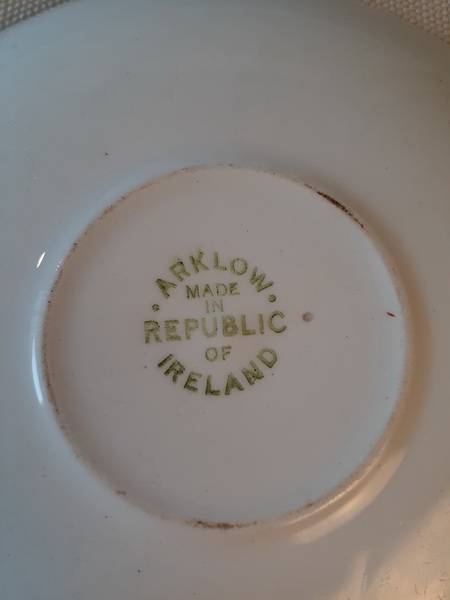 ARKLOW
MADE
IN
REPUBLIC
OF
IRELAND